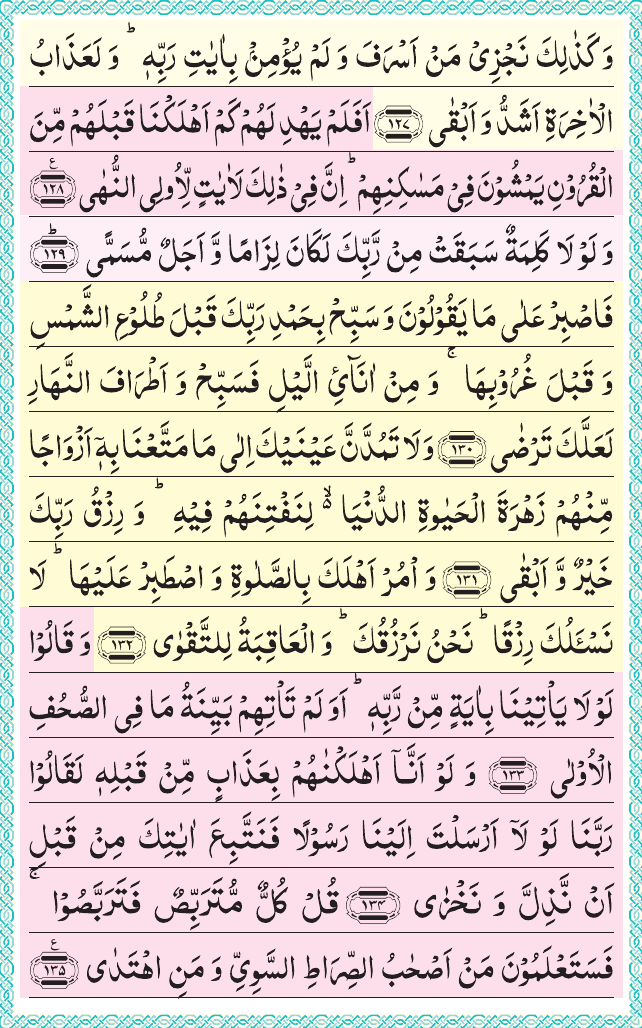 وَ كَذٰلِكَ نَجْزِیْ مَنْ اَسْرَفَ وَ لَمْ یُؤْمِنْۢ بِاٰیٰتِ رَبِّهٖ ؕ وَ لَعَذَابُ
الْاٰخِرَةِ اَشَدُّ وَ اَبْقٰی ﴿۱۲۷﴾ اَفَلَمْ یَهْدِ لَهُمْ كَمْ اَهْلَكْنَا قَبْلَهُمْ مِّنَ
الْقُرُوْنِ یَمْشُوْنَ فِیْ مَسٰكِنِهِمْ ؕ اِنَّ فِیْ ذٰلِكَ لَاٰیٰتٍ لِّاُولِی النُّهٰی ﴿۱۲۸﴾ ع
وَ لَوْ لَا كَلِمَةٌ سَبَقَتْ مِنْ رَّبِّكَ لَكَانَ لِزَامًا وَّ اَجَلٌ مُّسَمًّی ﴿۱۲۹﴾ؕ
فَاصْبِرْ عَلٰی مَا یَقُوْلُوْنَ وَ سَبِّحْ بِحَمْدِ رَبِّكَ قَبْلَ طُلُوْعِ الشَّمْسِ
وَ قَبْلَ غُرُوْبِهَا ۚ وَ مِنْ اٰنَآئِ الَّیْلِ فَسَبِّحْ وَ اَطْرَافَ النَّهَارِ
لَعَلَّكَ تَرْضٰی ﴿۱۳۰﴾ وَ لَا تَمُدَّنَّ عَیْنَیْكَ اِلٰی مَا مَتَّعْنَا بِهٖۤ اَزْوَاجًا
مِّنْهُمْ زَهْرَةَ الْحَیٰوةِ الدُّنْیَا ۙ۬ لِنَفْتِنَهُمْ فِیْهِ ؕ وَ رِزْقُ رَبِّكَ
خَیْرٌ وَّ اَبْقٰی ﴿۱۳۱﴾ وَ اْمُرْ اَهْلَكَ بِالصَّلٰوةِ وَ اصْطَبِرْ عَلَیْهَا ؕ لَا
نَسْـَٔلُكَ رِزْقًا ؕ نَحْنُ نَرْزُقُكَ ؕ وَ الْعَاقِبَةُ لِلتَّقْوٰی ﴿۱۳۲﴾ وَ قَالُوْا
لَوْ لَا یَاْتِیْنَا بِاٰیَةٍ مِّنْ رَّبِّهٖ ؕ اَوَ لَمْ تَاْتِهِمْ بَیِّنَةُ مَا فِی الصُّحُفِ
الْاُوْلٰی ﴿۱۳۳﴾ وَ لَوْ اَنَّاۤ اَهْلَكْنٰهُمْ بِعَذَابٍ مِّنْ قَبْلِهٖ لَقَالُوْا
رَبَّنَا لَوْ لَاۤ اَرْسَلْتَ اِلَیْنَا رَسُوْلًا فَنَتَّبِعَ اٰیٰتِكَ مِنْ قَبْلِ
اَنْ نَّذِلَّ وَ نَخْزٰی ﴿۱۳۴﴾ قُلْ كُلٌّ مُّتَرَبِّصٌ فَتَرَبَّصُوْا ۚ
فَسَتَعْلَمُوْنَ مَنْ اَصْحٰبُ الصِّرَاطِ السَّوِیِّ وَ مَنِ اهْتَدٰی ﴿۱۳۵﴾ ع